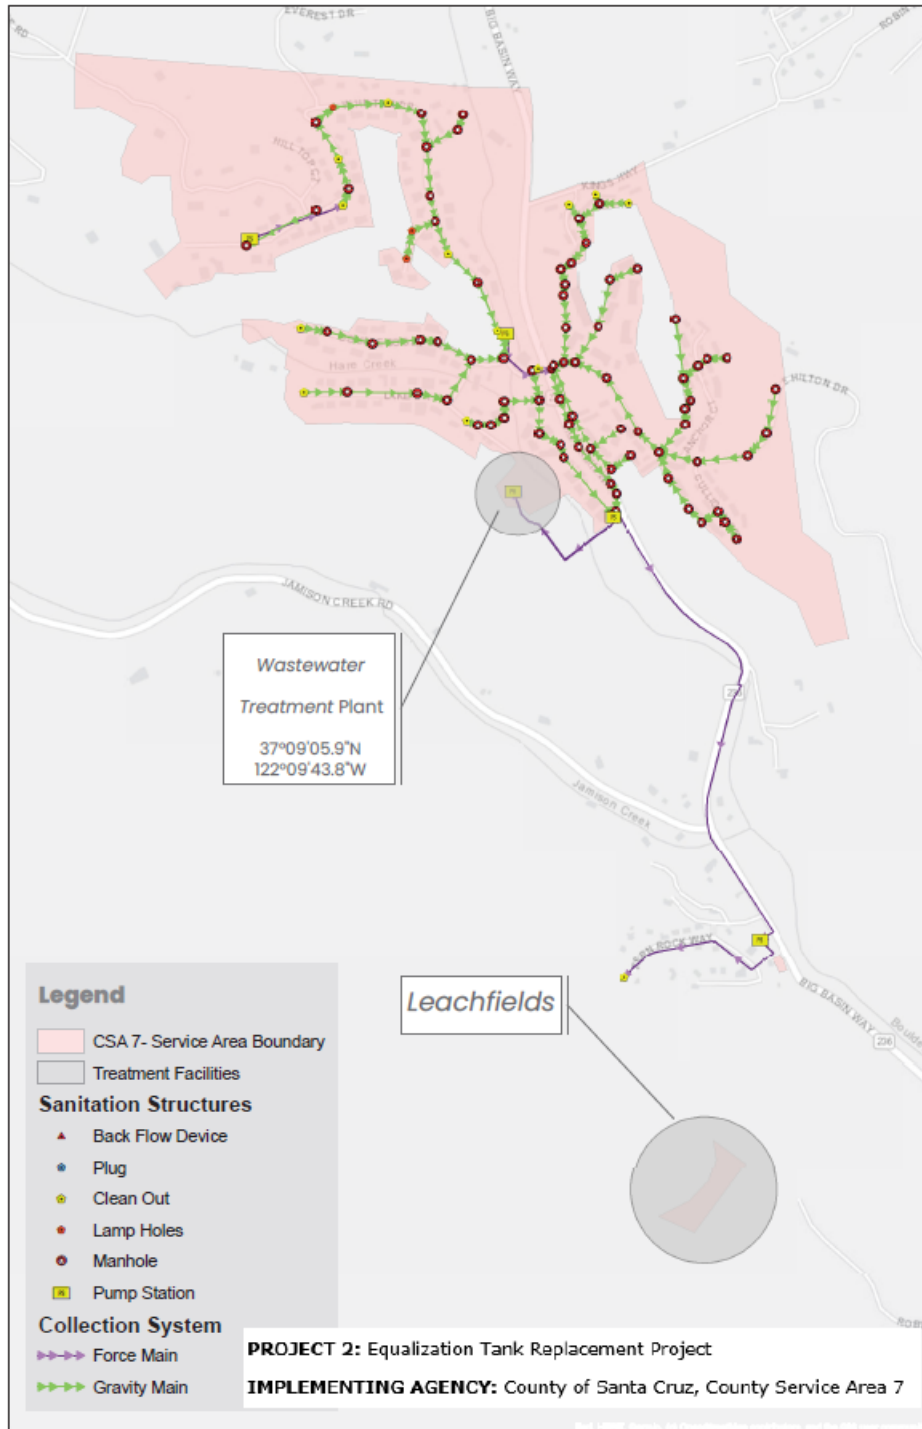 EVEREST DR
BIG BASIN WAY
HILL TOP CT
KINGS HWY
Hare Creek
HILTON DR
JAMISON CREEK RD
Wastewater
Treatment Plant
37°09'05.9"N
122°09'43.8"W
236
Jamison Creek
ROCK WAY
BIG BASIN WAY
236
Leachfields
Legend
CSA 7- Service Area Boundary
Treatment Facilities
Sanitation Structures
Back Flow Device
Plug
Clean Out
Lamp Holes
Manhole
PS Pump Station
Collection System
Force Main
Gravity Main
PROJECT 2: Equalization Tank Replacement Project
IMPLEMENTING AGENCY: County of Santa Cruz, County Service Area 7